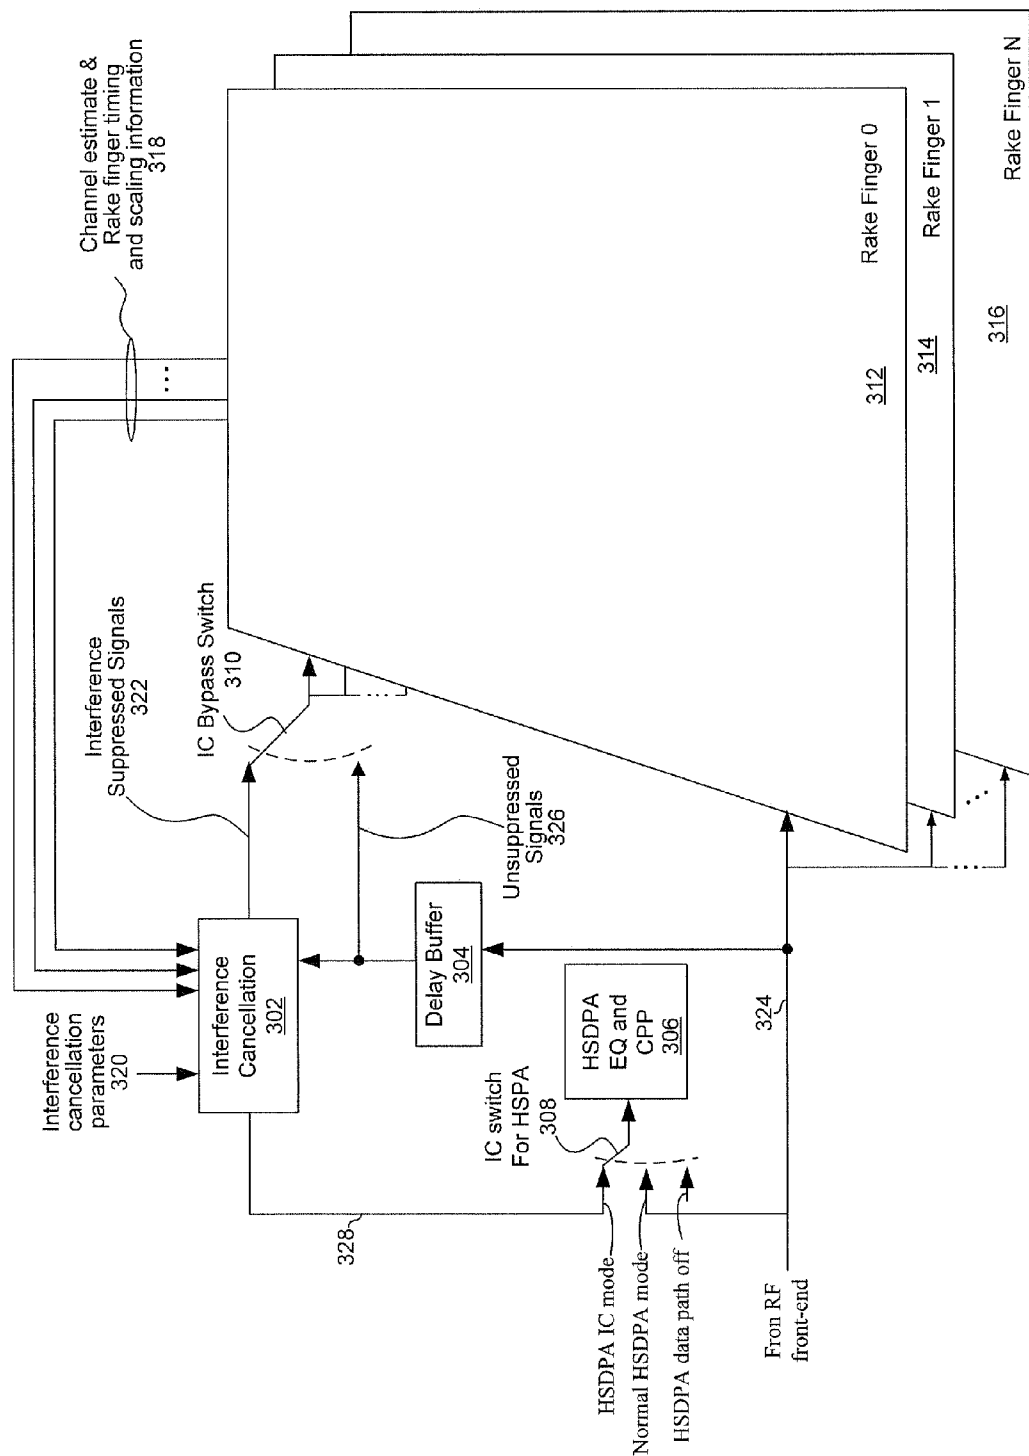 Channel estimate &
Rake finger timing
and scaling information
318
Interference
cancellation
parameters
320
Interference
Suppressed Signals
322
IC Bypass Switch
310
Interference
Cancellation
302
Unsuppressed
Signals
326
Delay Buffer
304
HSDPA
EQ and
CPP
306
IC switch
For HSPA
308
328
324
HSDPA IC mode
Normal HSDPA mode
HSDPA data path off
Fron RF
front-end
Rake Finger 0
312
Rake Finger 1
314
Rake Finger N
316